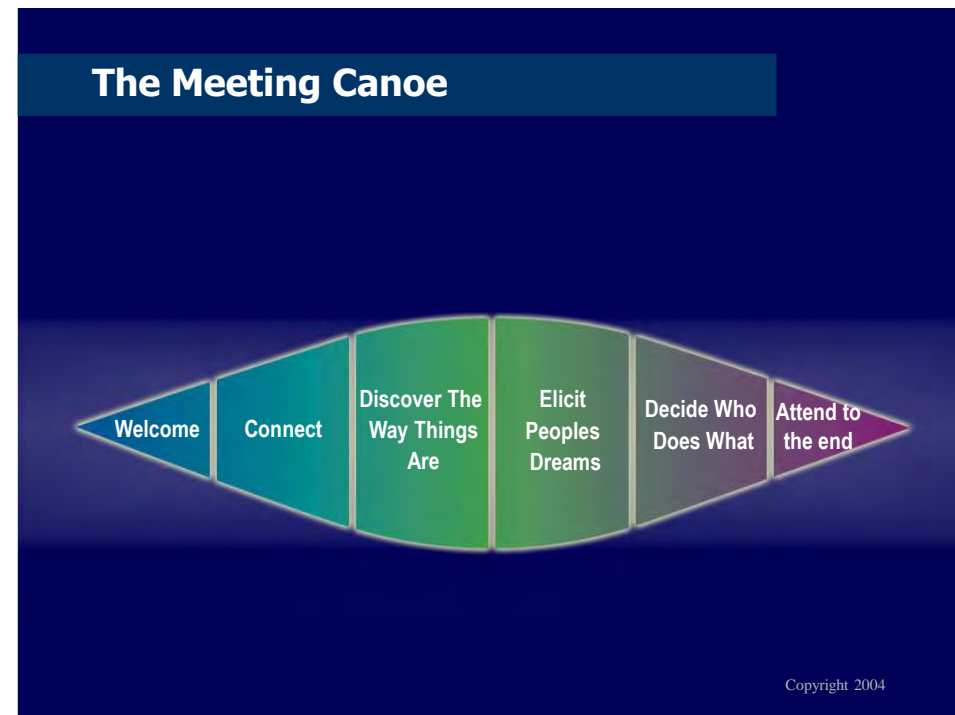 The Meeting Canoe
Welcome
Connect
Discover The
Way Things
Are
Elicit
Peoples
Dreams
Decide Who
Does What
Attend to
the end
Copyright 2004